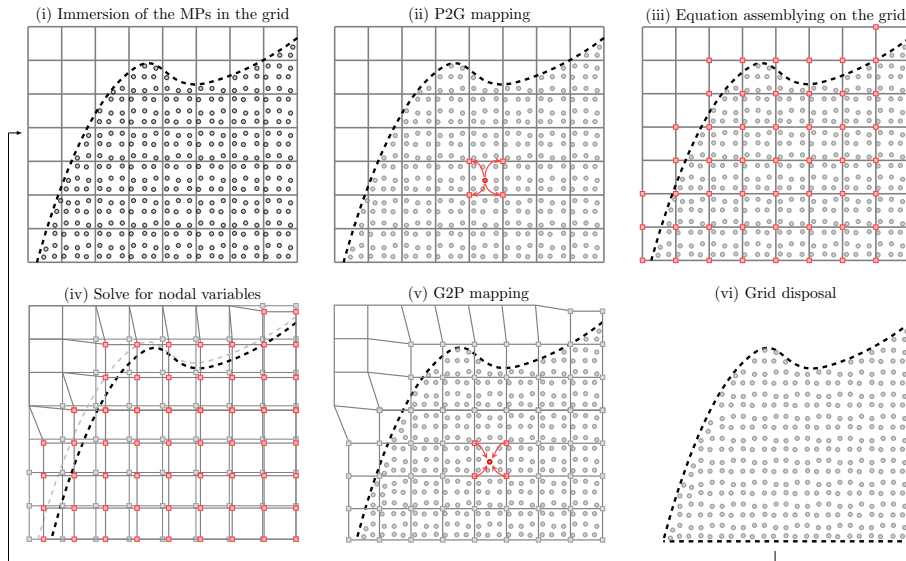 (i) Immersion of the MPs in the grid
(ii) P2G mapping
(iii) Equation assemblying on the grid
(iv) Solve for nodal variables
(v) G2P mapping
(vi) Grid disposal